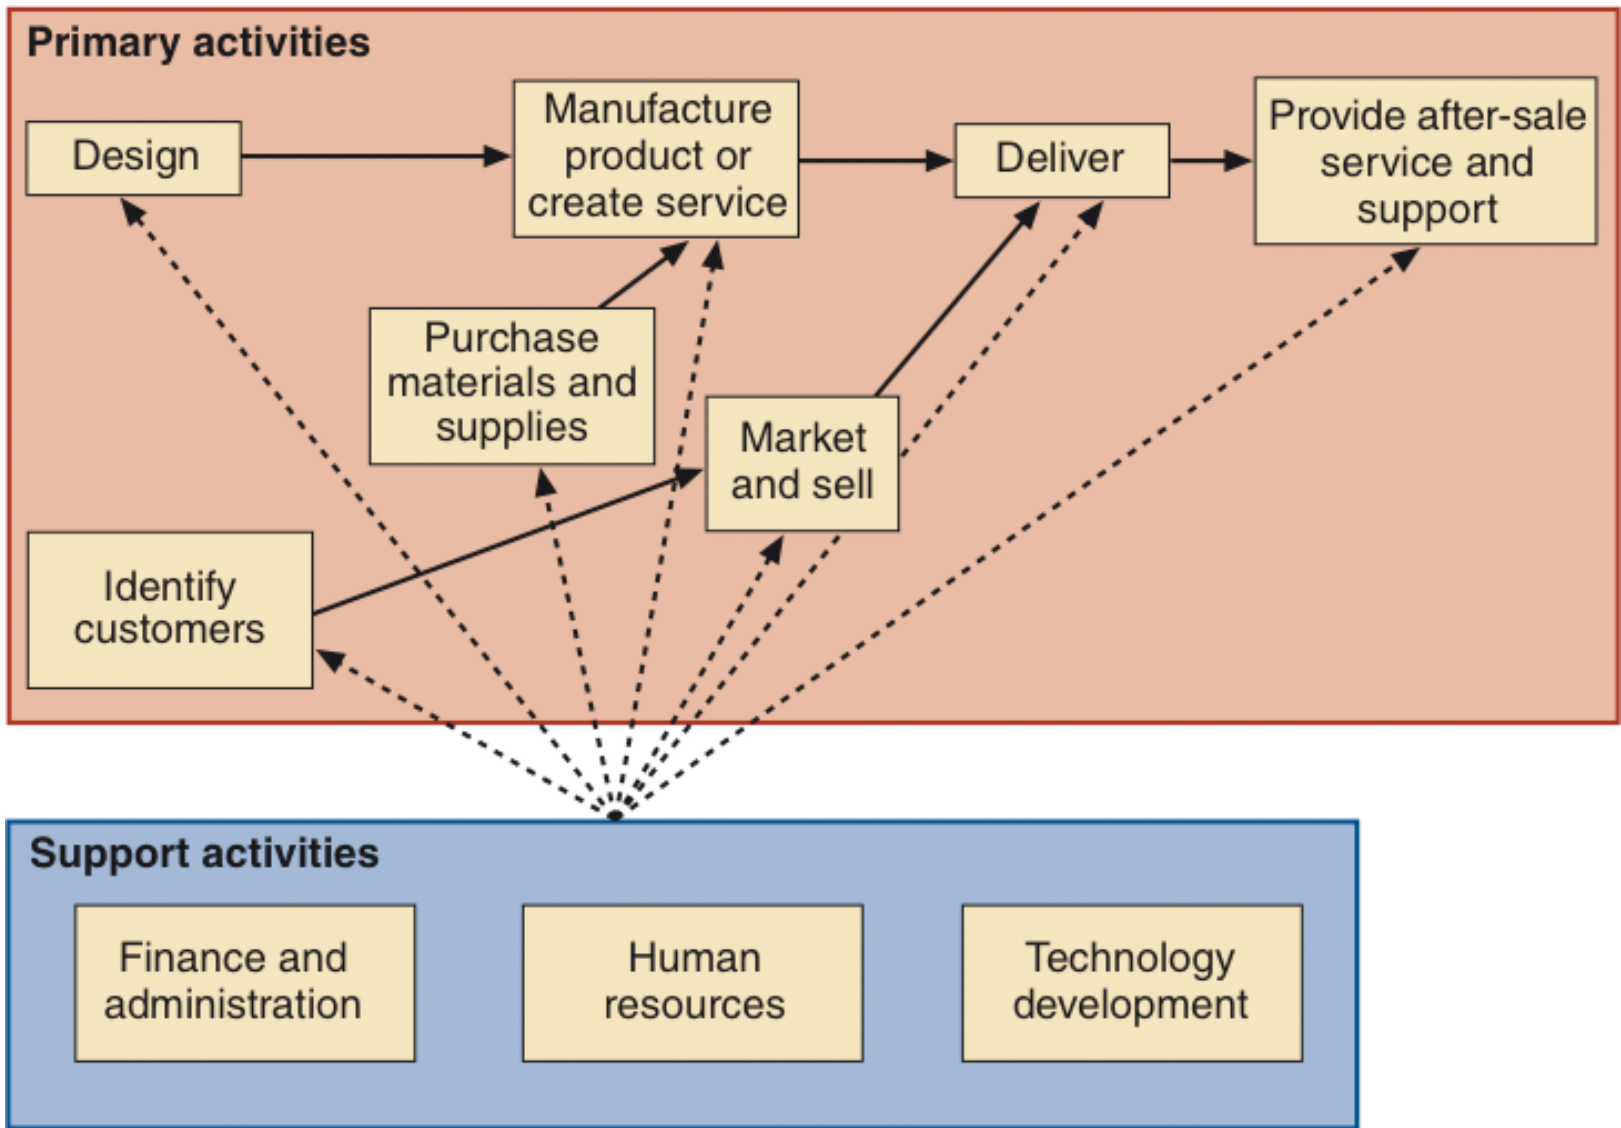 Primary activities
Design
Manufacture
product or
create service
Deliver
Provide after-sale
service and
support
Purchase
materials and
supplies
Market
and sell
Identify
customers
Support activities
Finance and
administration
Human
resources
Technology
development